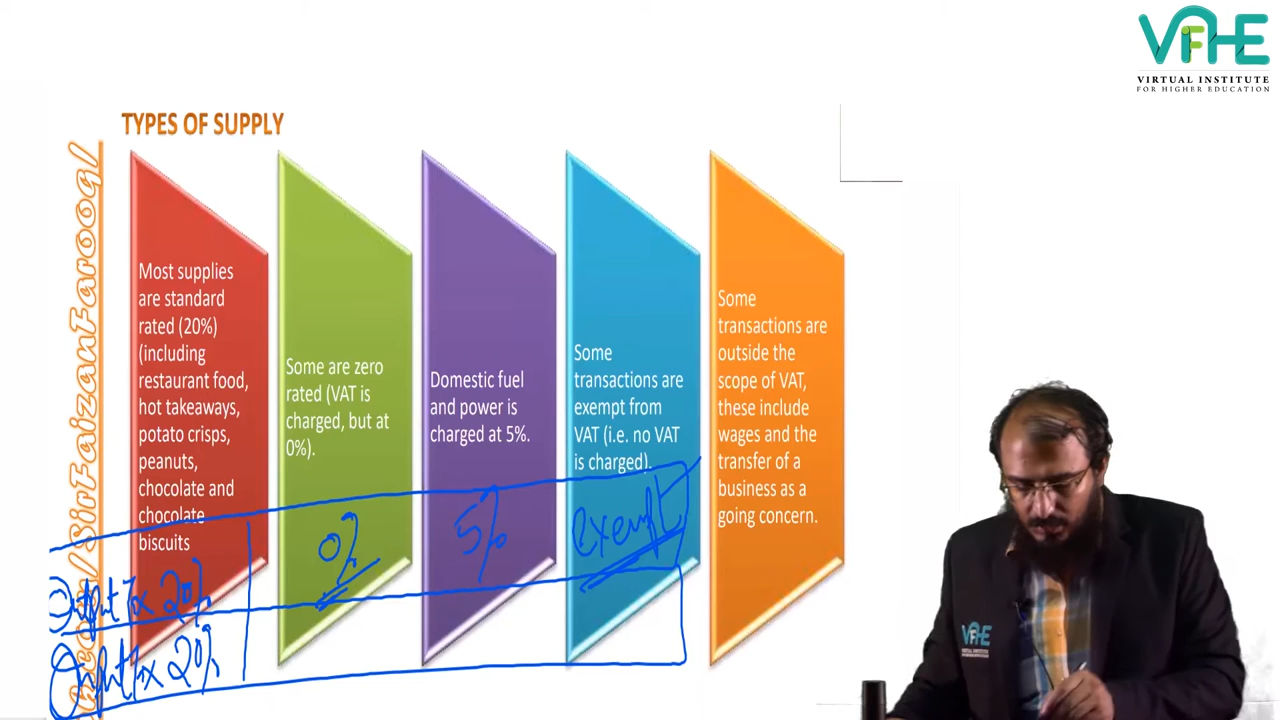 VIFHE
VIRTUAL INSTITUTE
FOR HIGHER EDUCATION
TYPES OF SUPPLY
Most supplies
are standard
rated (20%)
(including
restaurant food,
hot takeaways,
potato crisps,
peanuts,
chocolate and
chocolate
biscuits
Some are zero
rated (VAT is
charged, but at
0%).
Domestic fuel
and power is
charged at 5%.
Some
transactions are
exempt from
VAT (i.e. no VAT
is charged).
Some
transactions are
outside the
scope of VAT,
these include
wages and the
transfer of a
business as a
going concern.
/SirFaizanFarooq/
Output Tax 20%
0%
5%
exempt
Input Tax 20%